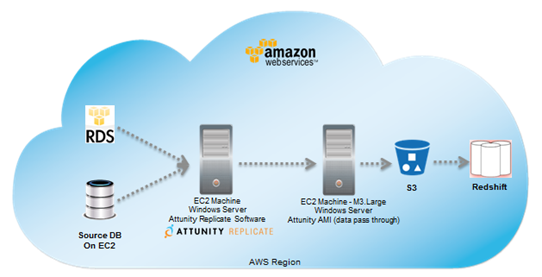 amazon
webservices™
RDS
EC2 Machine
Windows Server
Attunity Replicate Software
ATTUNITY REPLICATE
EC2 Machine - M3.Large
Windows Server
Attunity AMI (data pass through)
S3
Redshift
Source DB
On EC2
AWS Region